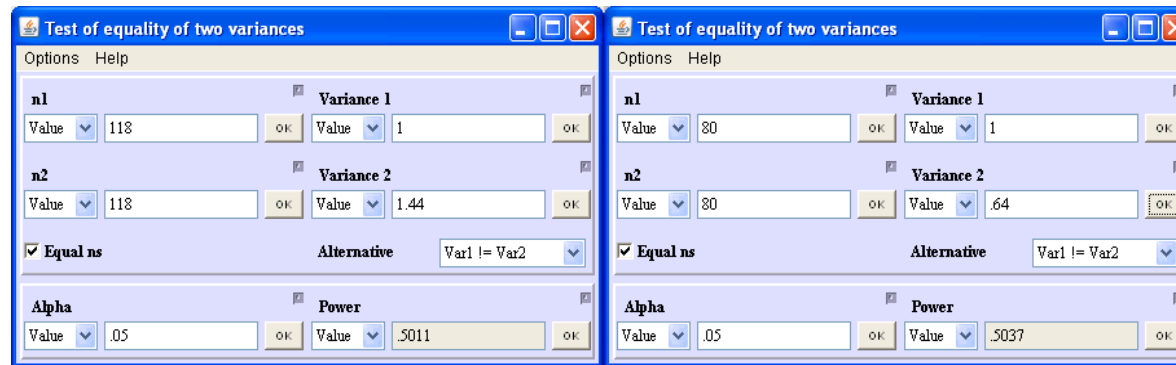 Test of equality of two variances
Options Help
n1 Variance 1
Value 118 OK Value 1 OK
n2 Variance 2
Value 118 OK Value 1.44 OK
Equal ns Alternative Var1 != Var2
Alpha Power
Value .05 OK Value .5011 OK
Test of equality of two variances
Options Help
n1 Variance 1
Value 80 OK Value 1 OK
n2 Variance 2
Value 80 OK Value .64 OK
Equal ns Alternative Var1 != Var2
Alpha Power
Value .05 OK Value .5037 OK